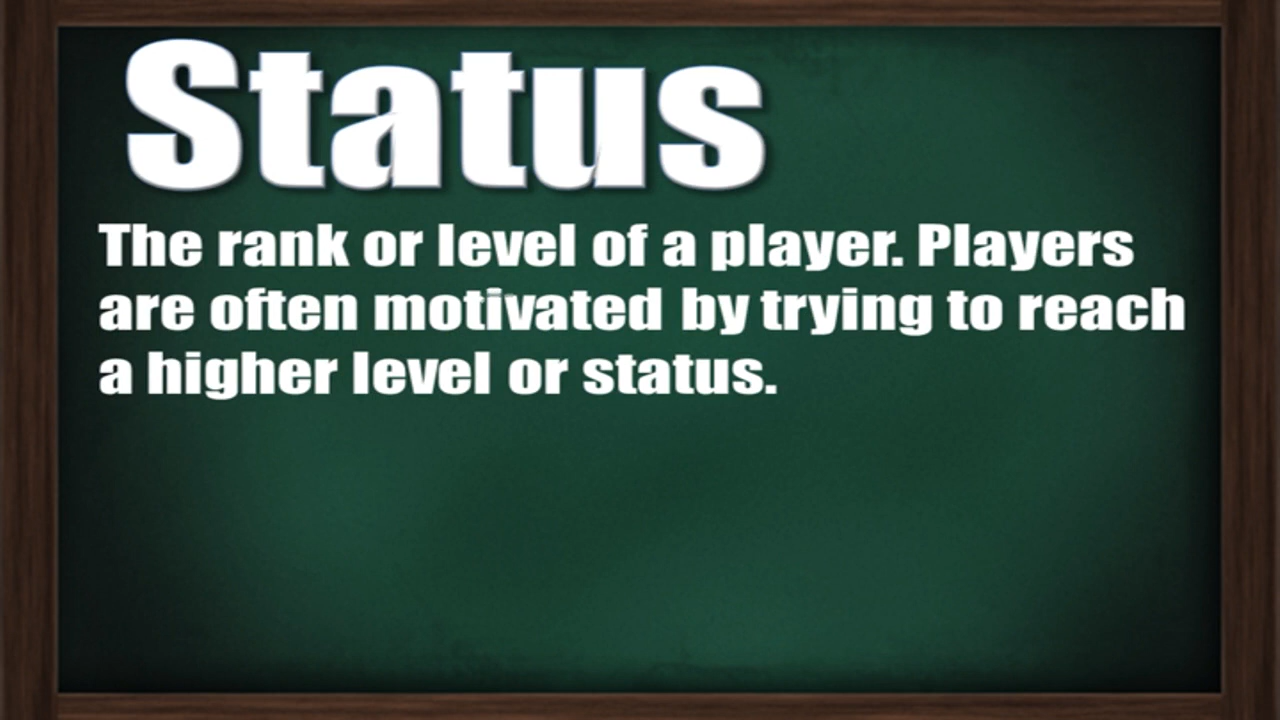 Status
The rank or level of a player. Players
are often motivated by trying to reach
a higher level or status.